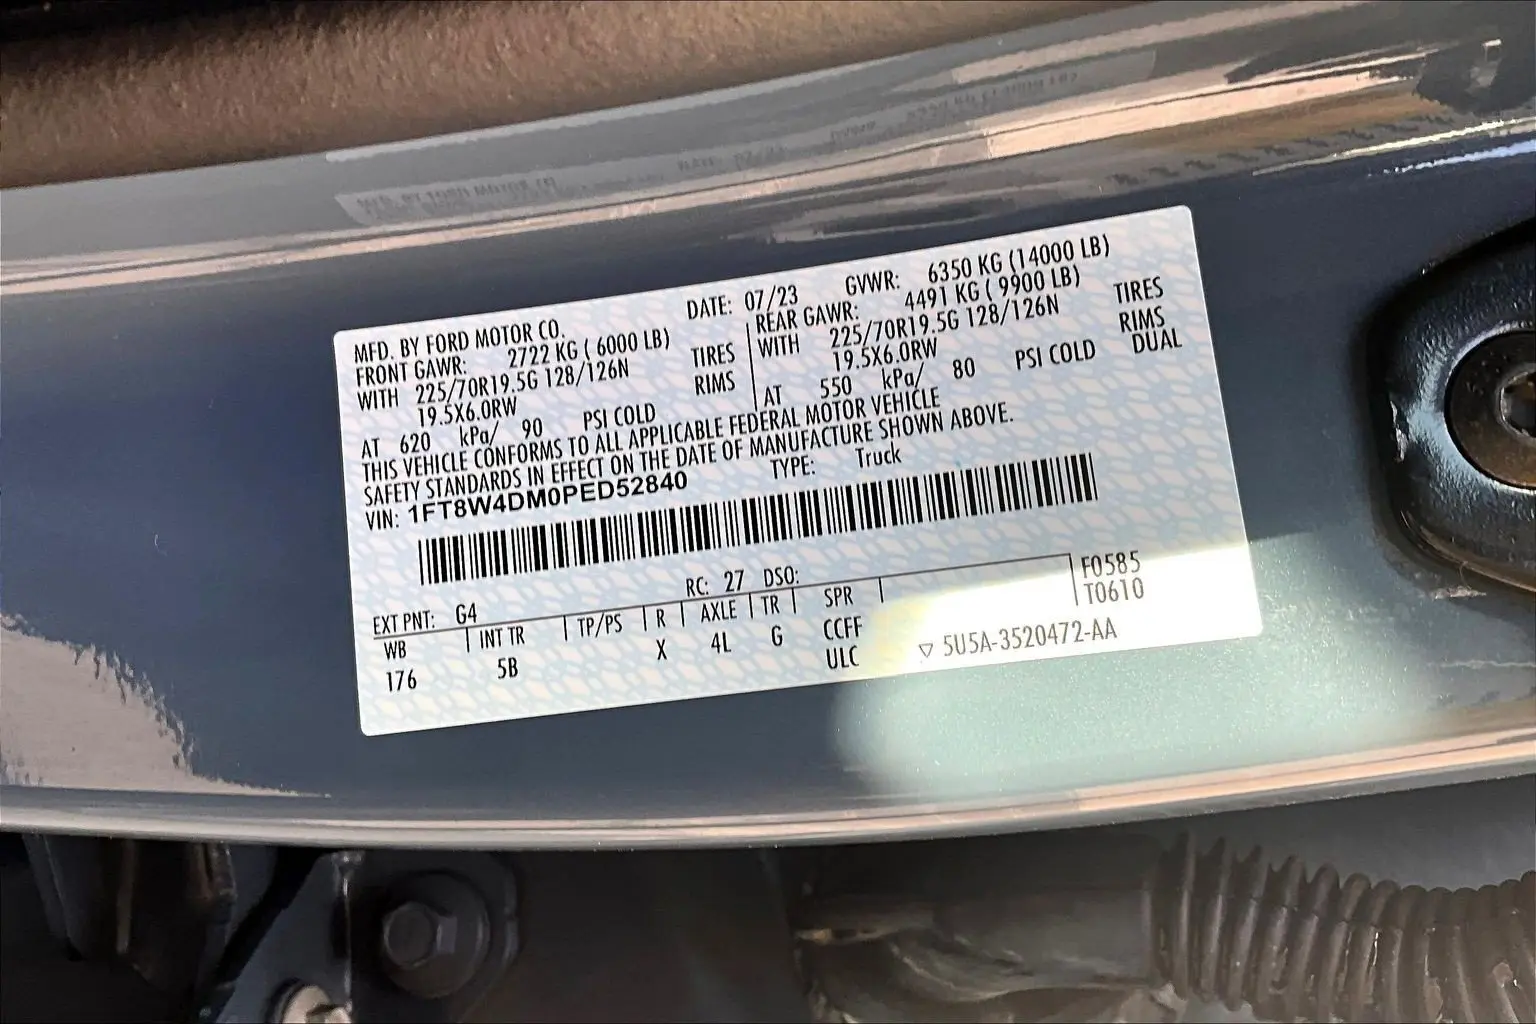 MFD. BY FORD MOTOR CO. DATE: 07/23 GVWR: 6350 KG (14000 LB)
FRONT GAWR: 2722 KG ( 6000 LB) REAR GAWR: 4491 KG ( 9900 LB)
WITH 225/70R19.5G 128/126N TIRES WITH 225/70R19.5G 128/126N TIRES
19.5X6.0RW RIMS 19.5X6.0RW RIMS
AT 620 kPa/ 90 PSI COLD AT 550 kPa/ 80 PSI COLD DUAL
THIS VEHICLE CONFORMS TO ALL APPLICABLE FEDERAL MOTOR VEHICLE
SAFETY STANDARDS IN EFFECT ON THE DATE OF MANUFACTURE SHOWN ABOVE.
VIN: 1FT8W4DM0PED52840 TYPE: Truck
EXT PNT: G4 RC: 27 DSO: F0585
WB INT TR TP/PS R AXLE TR SPR T0610
176 5B X 4L G CCFF
ULC 5U5A-3520472-AA